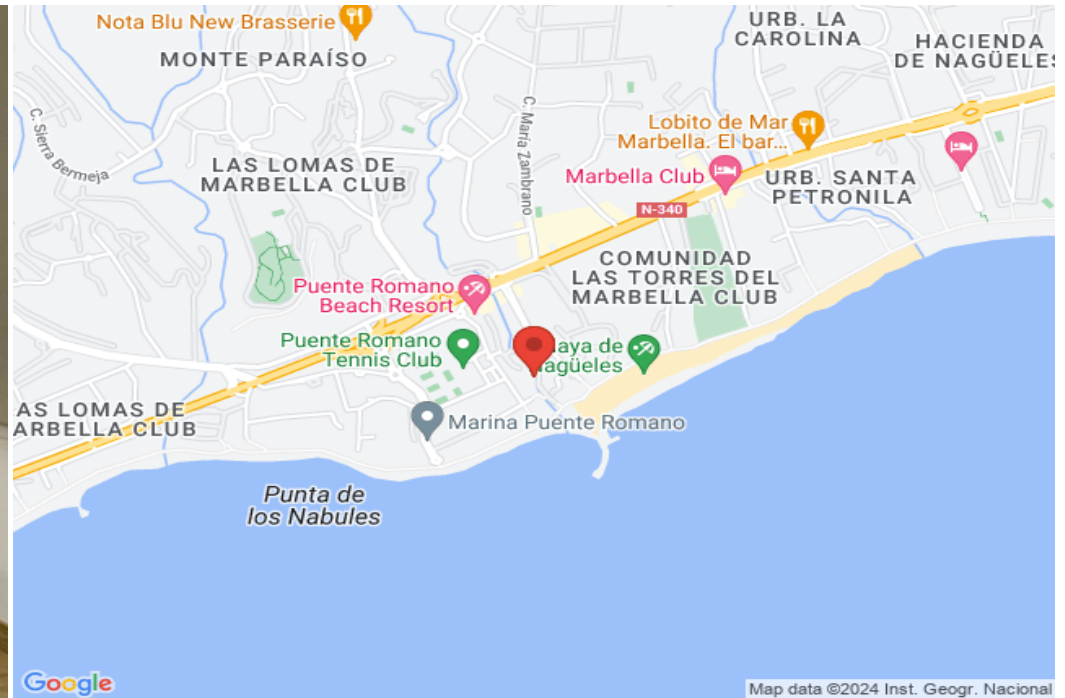 Nota Blu New Brasserie
MONTE PARAÍSO
URB. LA
CAROLINA
HACIENDA
DE NAGÜELES
C. Sierra Bermeja
C. María Zambrano
Lobito de Mar
Marbella. El bar...
LAS LOMAS DE
MARBELLA CLUB
Marbella Club
URB. SANTA
PETRONILA
N-340
COMUNIDAD
LAS TORRES DEL
MARBELLA CLUB
Puente Romano
Beach Resort
Puente Romano
Tennis Club
laya de
Nagüeles
AS LOMAS DE
ARBELLA CLUB
Marina Puente Romano
Punta de
los Nabules
Google
Map data ©2024 Inst. Geogr. Nacional